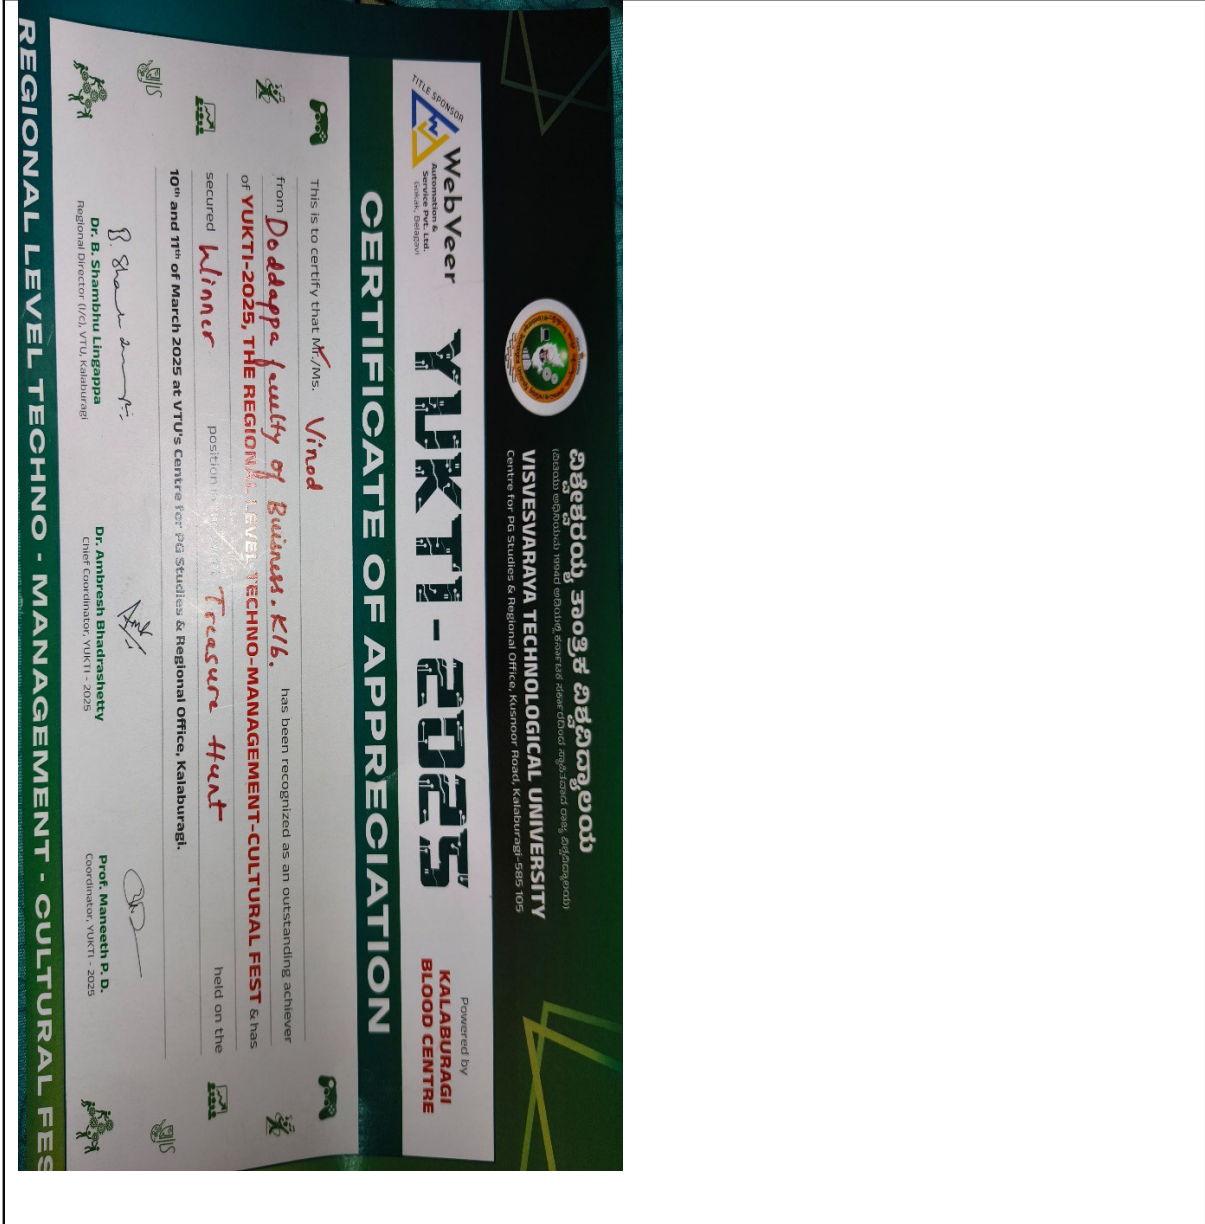 ವಿಶ್ವೇಶ್ವರಯ್ಯ ತಾಂತ್ರಿಕ ವಿಶ್ವವಿದ್ಯಾಲಯ
VISVESVARAYA TECHNOLOGICAL UNIVERSITY
Centre for PG Studies & Regional Office, Kusnoor Road, Kalaburagi-585 105
TITLE SPONSOR
WebVeer
Automation &
Service Pvt. Ltd.
Gokak, Belagavi
YUKTI - 2025
Powered by
KALABURAGI
BLOOD CENTRE
CERTIFICATE OF APPRECIATION
This is to certify that Mr./Ms. Vinod
from Doddappa faculty of Buisness. Klb. has been recognized as an outstanding achiever
of YUKTI-2025, THE REGIONAL LEVEL TECHNO-MANAGEMENT-CULTURAL FEST & has
secured Winner position Treasure Hunt held on the
10th and 11th of March 2025 at VTU's Centre for PG Studies & Regional Office, Kalaburagi.
Dr. B. Shambhu Lingappa
Regional Director (I/c), VTU, Kalaburagi
Dr. Ambresh Bhadrashetty
Chief Coordinator, YUKTI - 2025
Prof. Maneeth P. D.
Coordinator, YUKTI - 2025
REGIONAL LEVEL TECHNO - MANAGEMENT - CULTURAL FES